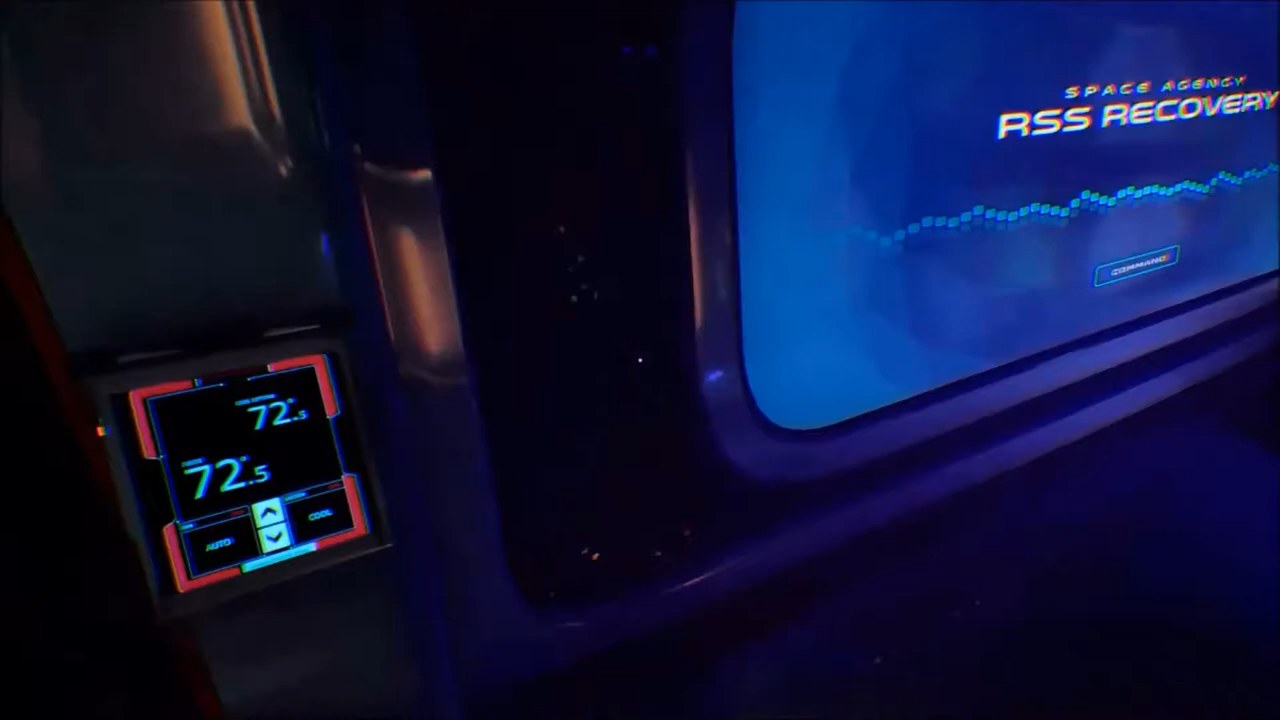 SPACE AGENCY
RSS RECOVERY
COMMAND
72°.5
72°.5
AUTO
COOL